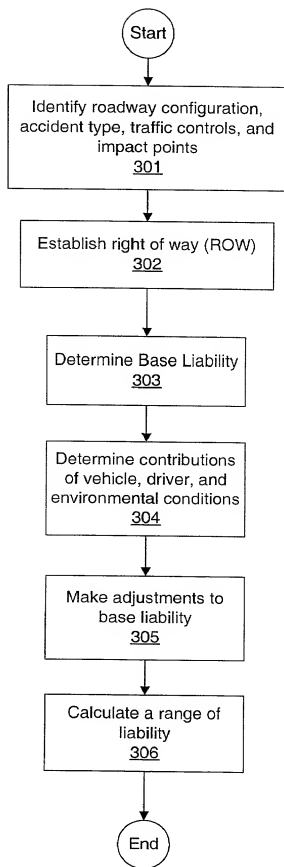 Start
Identify roadway configuration,
accident type, traffic controls, and
impact points
301
Establish right of way (ROW)
302
Determine Base Liability
303
Determine contributions
of vehicle, driver, and
environmental conditions
304
Make adjustments to
base liability
305
Calculate a range of
liability
306
End